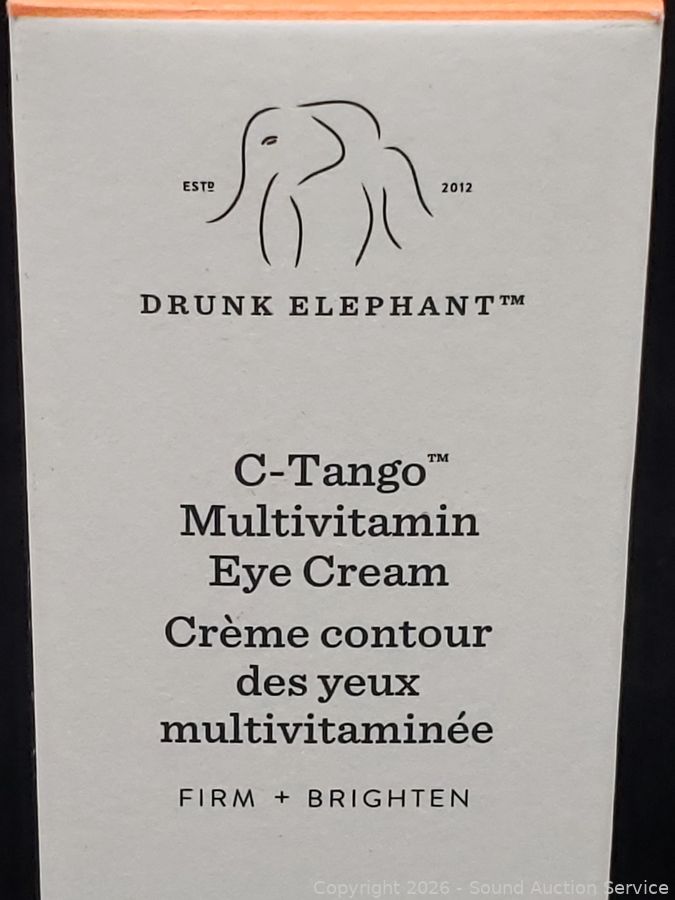 ESTD 2012
DRUNK ELEPHANT™
C-Tango™
Multivitamin
Eye Cream
Crème contour
des yeux
multivitaminée
FIRM + BRIGHTEN
Copyright 2026 - Sound Auction Service